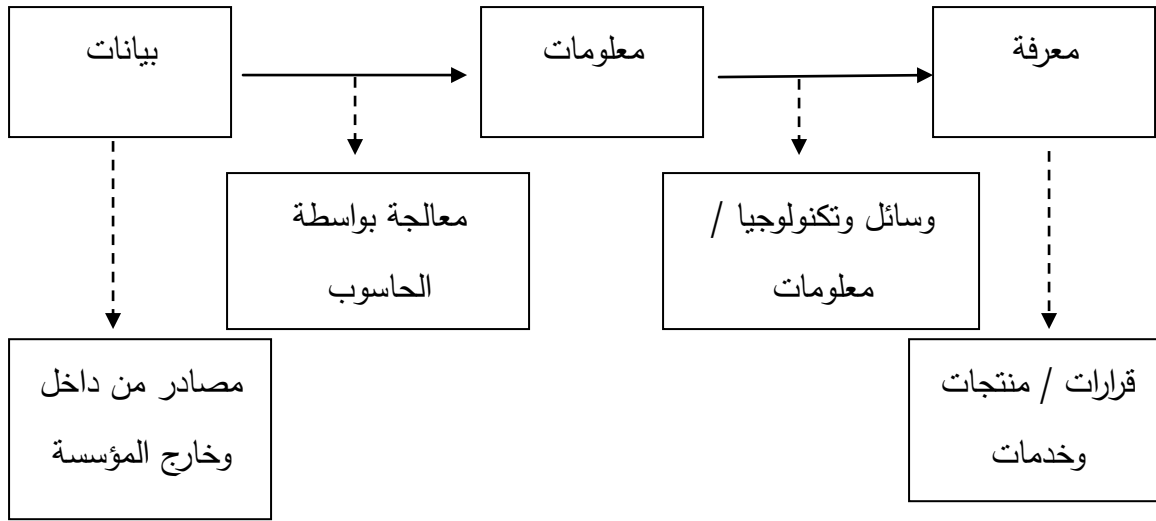 بيانات
معلومات
معرفة
معالجة بواسطة
الحاسوب
وسائل وتكنولوجيا /
معلومات
مصادر من داخل
وخارج المؤسسة
قرارات / منتجات
وخدمات